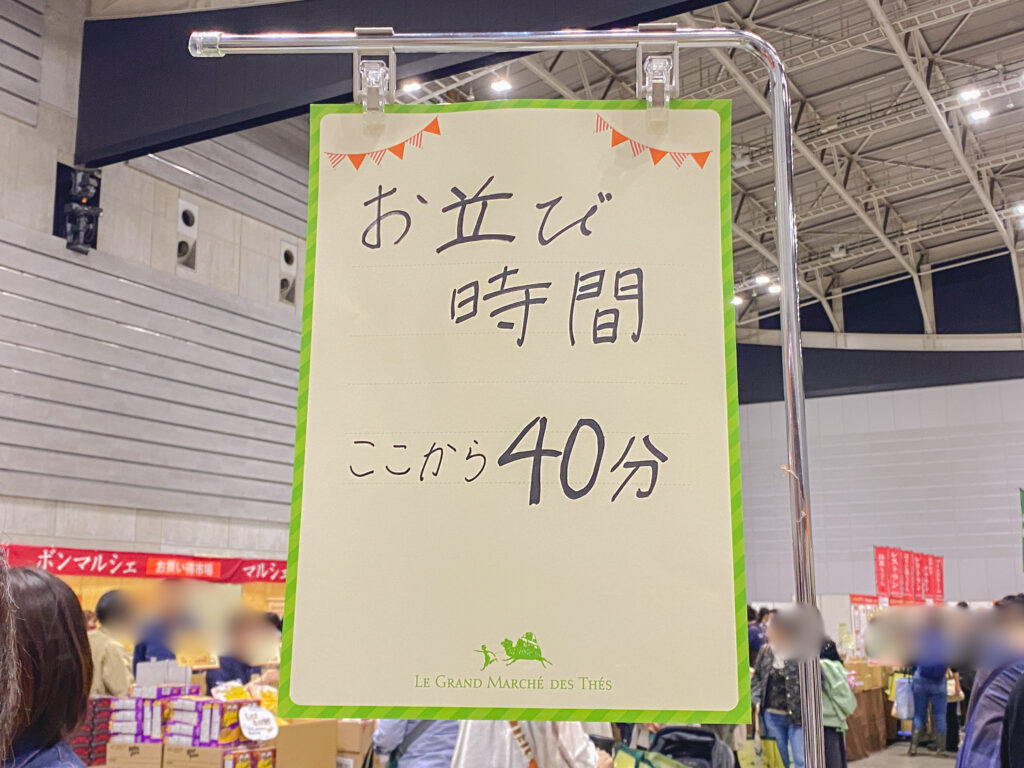 お並び
時間
ここから40分
LE GRAND MARCHÉ DES THÉS
ボンマルシェ
お買い得市場
マルシェ